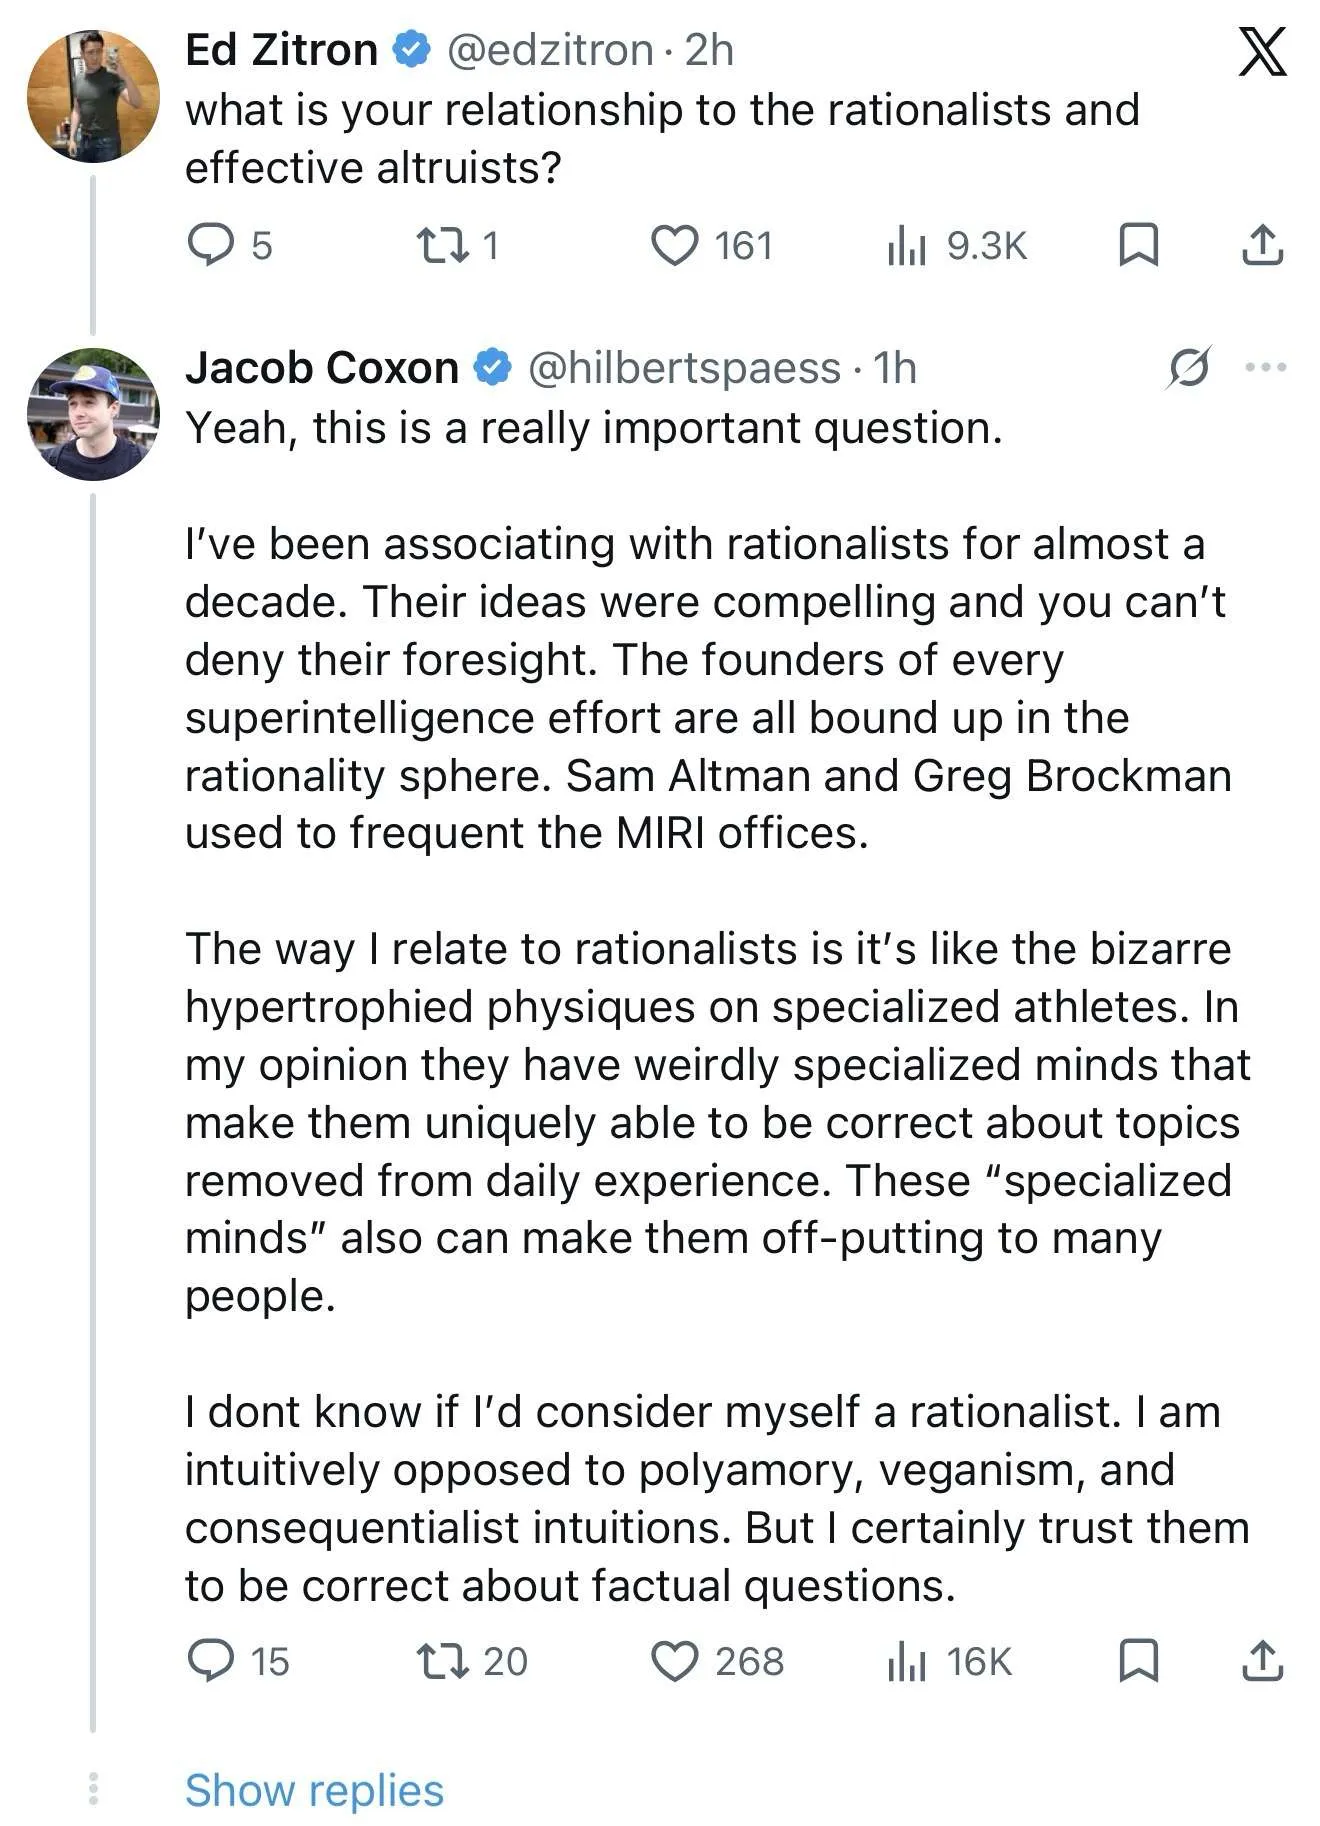 Ed Zitron @edzitron · 2h
what is your relationship to the rationalists and
effective altruists?
5 1 161 9.3K
Jacob Coxon @hilbertspaess · 1h
Yeah, this is a really important question.
I’ve been associating with rationalists for almost a
decade. Their ideas were compelling and you can’t
deny their foresight. The founders of every
superintelligence effort are all bound up in the
rationality sphere. Sam Altman and Greg Brockman
used to frequent the MIRI offices.
The way I relate to rationalists is it’s like the bizarre
hypertrophied physiques on specialized athletes. In
my opinion they have weirdly specialized minds that
make them uniquely able to be correct about topics
removed from daily experience. These “specialized
minds” also can make them off-putting to many
people.
I dont know if I’d consider myself a rationalist. I am
intuitively opposed to polyamory, veganism, and
consequentialist intuitions. But I certainly trust them
to be correct about factual questions.
15 20 268 16K
Show replies